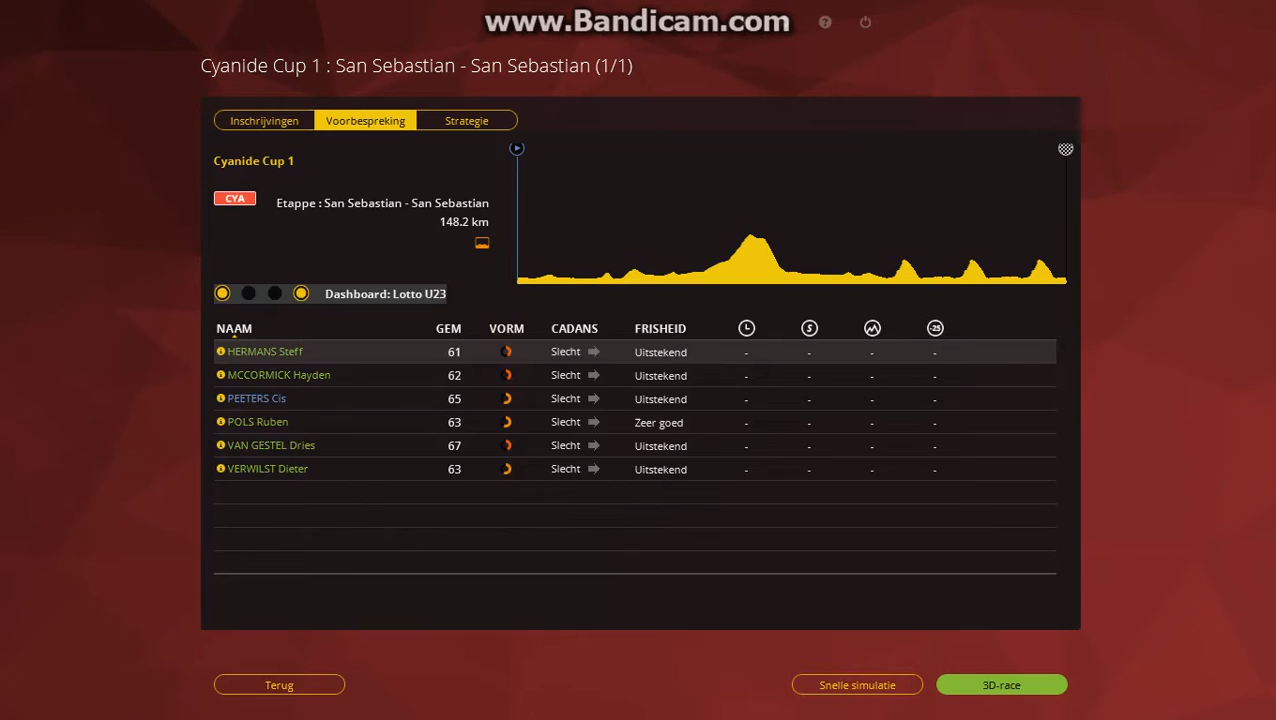 www.Bandicam.com
Cyanide Cup 1 : San Sebastian - San Sebastian (1/1)
Inschrijvingen Voorbespreking Strategie
Cyanide Cup 1
CYA Etappe : San Sebastian - San Sebastian
148.2 km
Dashboard: Lotto U23
NAAM GEM VORM CADANS FRISHEID $ -25
HERMANS Steff 61 Slecht Uitstekend - - - -
MCCORMICK Hayden 62 Slecht Uitstekend - - - -
PEETERS Cis 65 Slecht Uitstekend - - - -
POLS Ruben 63 Slecht Zeer goed - - - -
VAN GESTEL Dries 67 Slecht Uitstekend - - - -
VERWILST Dieter 63 Slecht Uitstekend - - - -
Terug Snelle simulatie 3D-race